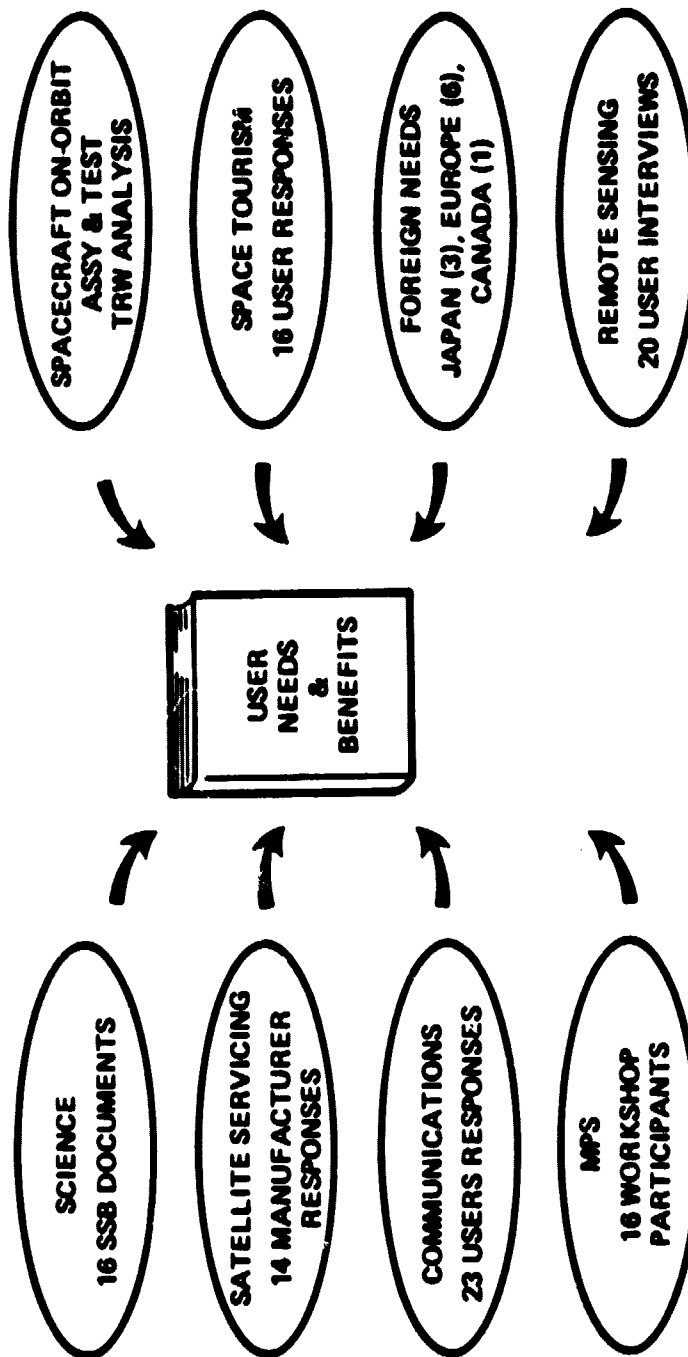 SCIENCE
16 SSB DOCUMENTS
SATELLITE SERVICING
14 MANUFACTURER
RESPONSES
COMMUNICATIONS
23 USERS RESPONSES
MPS
16 WORKSHOP
PARTICIPANTS
USER
NEEDS
&
BENEFITS
SPACECRAFT ON-ORBIT
ASSY & TEST
TRW ANALYSIS
SPACE TOURISM
16 USER RESPONSES
FOREIGN NEEDS
JAPAN (3), EUROPE (6),
CANADA (1)
REMOTE SENSING
20 USER INTERVIEWS